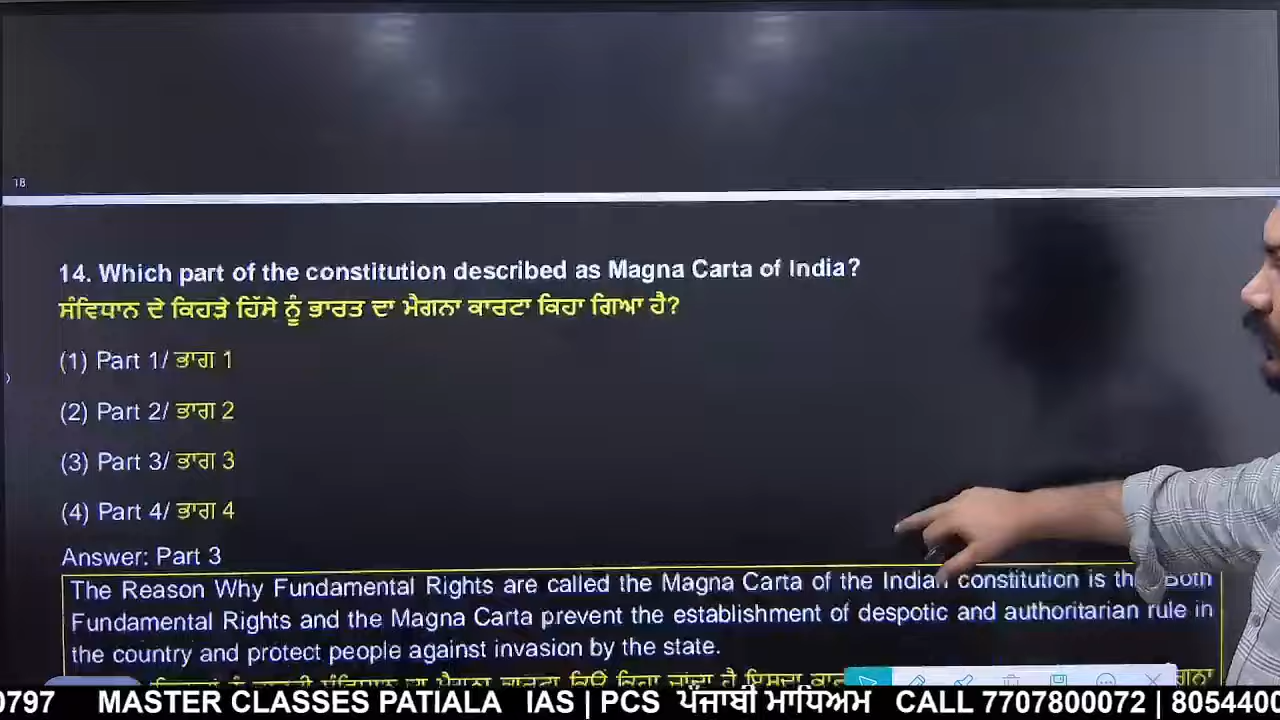 18
14. Which part of the constitution described as Magna Carta of India?
ਸੰਵਿਧਾਨ ਦੇ ਕਿਹੜੇ ਹਿੱਸੇ ਨੂੰ ਭਾਰਤ ਦਾ ਮੈਗਨਾ ਕਾਰਟਾ ਕਿਹਾ ਗਿਆ ਹੈ?
(1) Part 1/ ਭਾਗ 1
(2) Part 2/ ਭਾਗ 2
(3) Part 3/ ਭਾਗ 3
(4) Part 4/ ਭਾਗ 4
Answer: Part 3
The Reason Why Fundamental Rights are called the Magna Carta of the Indian constitution is Both
Fundamental Rights and the Magna Carta prevent the establishment of despotic and authoritarian rule in
the country and protect people against invasion by the state.
ਨੂੰ ਭਾਰਤੀ ਸੰਵਿਧਾਨ ਦਾ ਮੈਗਨਾ ਕਾਰਟਾ ਕਿਉਂ ਕਿਹਾ ਜਾਂਦਾ ਹੈ ਇਸਦਾ
0797 MASTER CLASSES PATIALA IAS | PCS ਪੰਜਾਬੀ ਮਾਧਿਅਮ CALL 7707800072 | 8054400